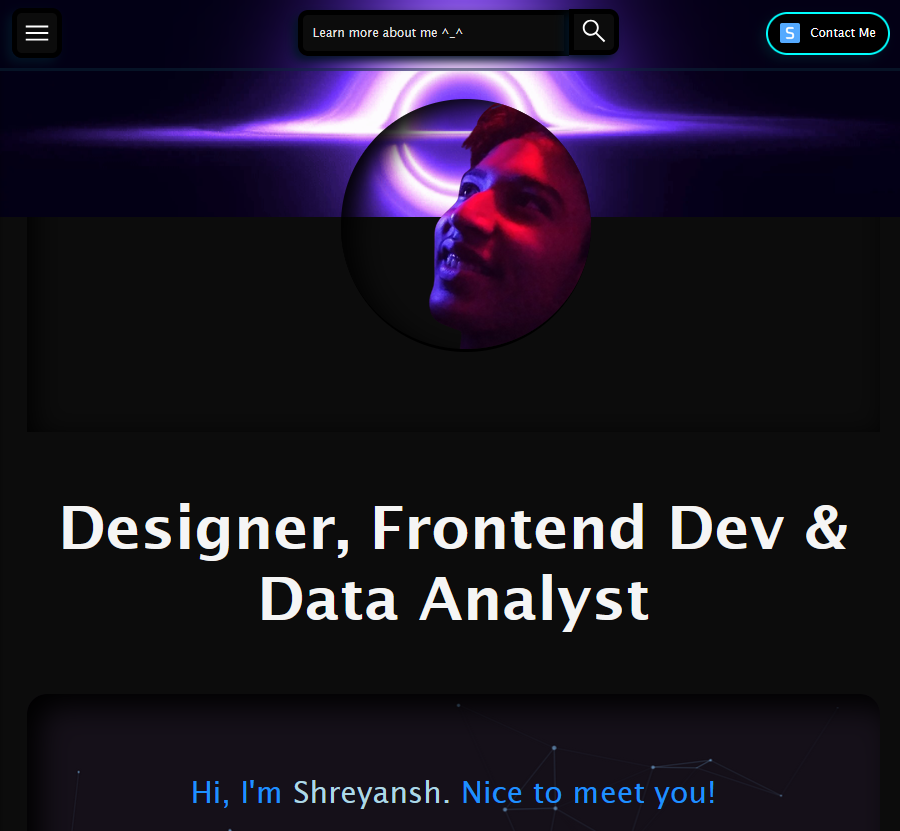 Learn more about me ^_^
S Contact Me
Designer, Frontend Dev &
Data Analyst
Hi, I'm Shreyansh. Nice to meet you!